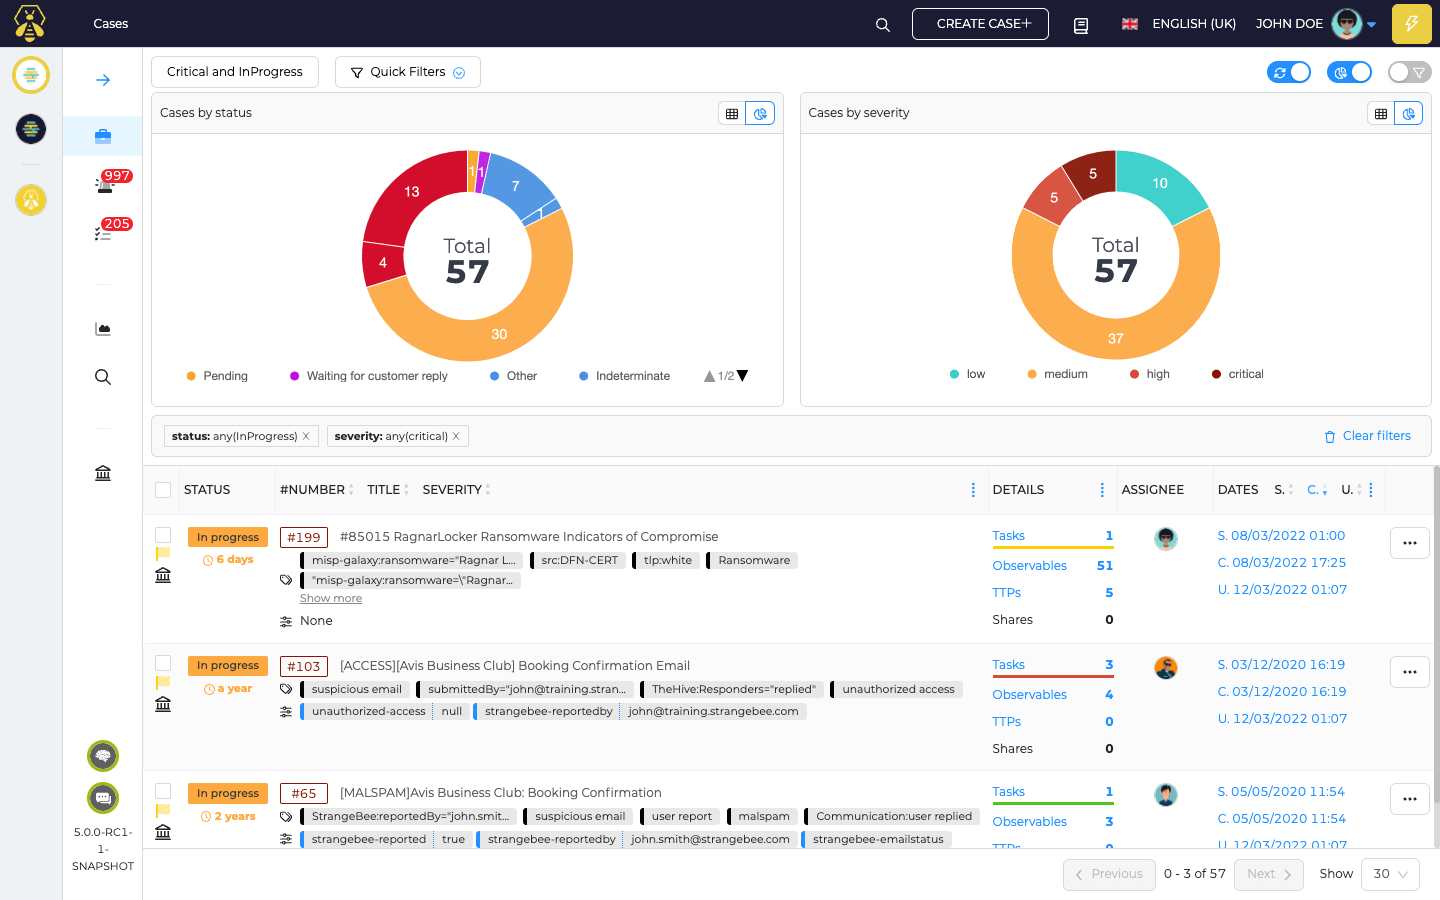 Cases
CREATE CASE+
ENGLISH (UK)
JOHN DOE
Critical and InProgress
Quick Filters
997
205
5.0.0-RC1-
1-
SNAPSHOT
Cases by status
1
1
7
1
13
4
30
Total
57
Pending
Waiting for customer reply
Other
Indeterminate
1/2
Cases by severity
10
5
5
37
Total
57
low
medium
high
critical
status: any(InProgress)
severity: any(critical)
Clear filters
STATUS #NUMBER TITLE SEVERITY DETAILS ASSIGNEE DATES S. C. U.
In progress
6 days
#199 #85015 RagnarLocker Ransomware Indicators of Compromise
misp-galaxy:ransomware="Ragnar L... src:DFN-CERT tlp:white Ransomware
"misp-galaxy:ransomware=\"Ragnar...
Show more
None
Tasks 1
Observables 51
TTPs 5
Shares 0
S. 08/03/2022 01:00
C. 08/03/2022 17:25
U. 12/03/2022 01:07
In progress
a year
#103 [ACCESS][Avis Business Club] Booking Confirmation Email
suspicious email submittedBy="john@training.stran... TheHive:Responders="replied" unauthorized access
unauthorized-access null strangebee-reportedby john@training.strangebee.com
Tasks 3
Observables 4
TTPs 0
Shares 0
S. 03/12/2020 16:19
C. 03/12/2020 16:19
U. 12/03/2022 01:07
In progress
2 years
#65 [MALSPAM]Avis Business Club: Booking Confirmation
StrangeBee:reportedBy="john.smit... suspicious email user report malspam Communication:user replied
strangebee-reported true strangebee-reportedby john.smith@strangebee.com strangebee-emailstatus
Tasks 1
Observables 3
TTPs 0
S. 05/05/2020 11:54
C. 05/05/2020 11:54
U. 12/03/2022 01:07
Previous 0 - 3 of 57 Next Show 30